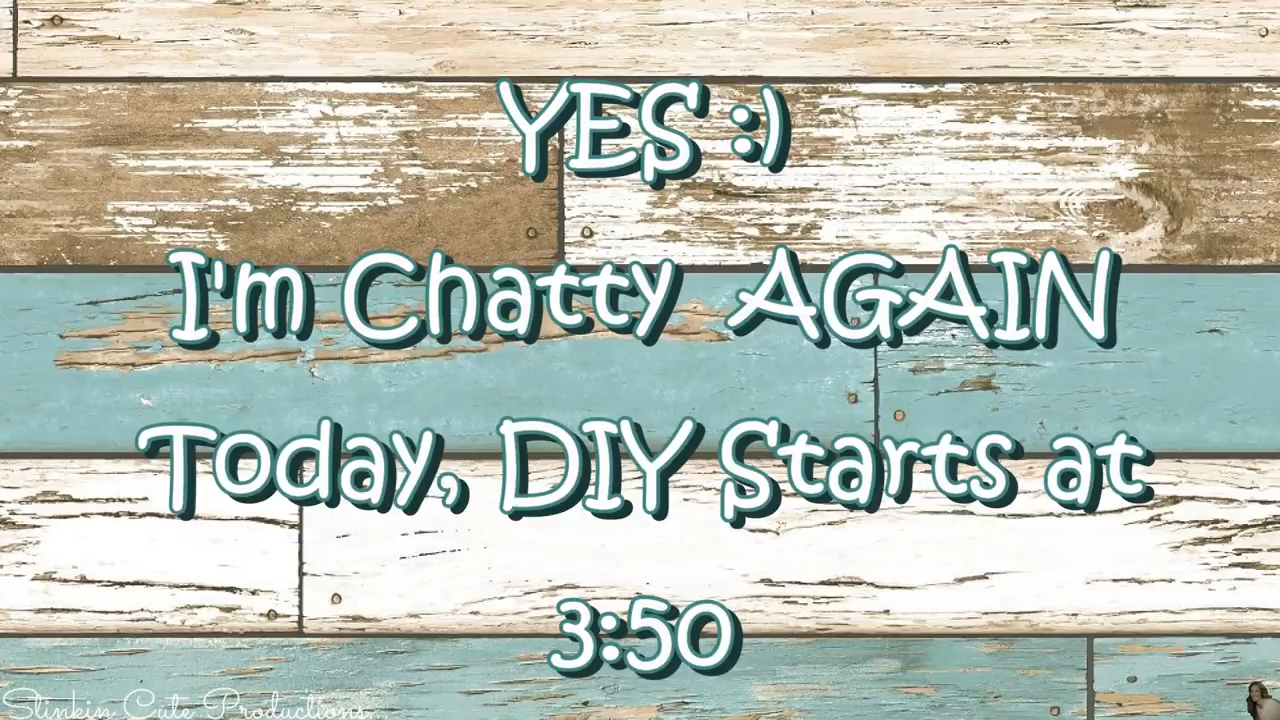 YES :)
I'm Chatty AGAIN
Today, DIY Starts at
3:50
Stinkin Cute Productions